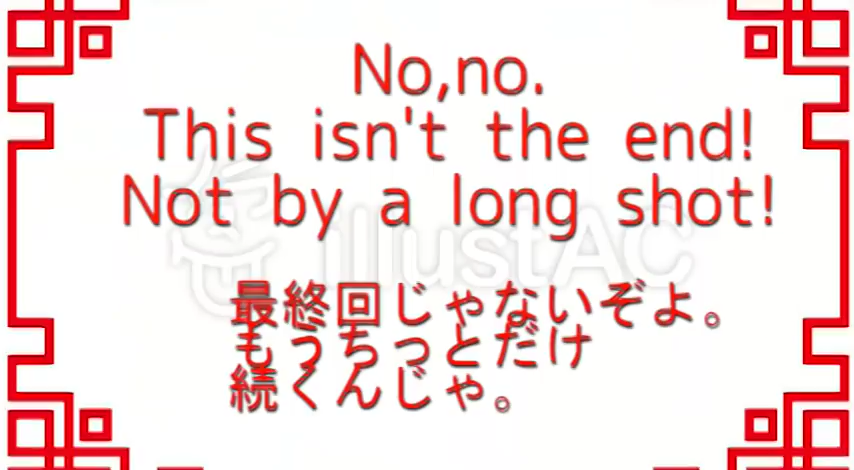 No,no.
This isn't the end!
Not by a long shot!
illustAC
最終回じゃないぞよ。
もうちっとだけ
続くんじゃ。